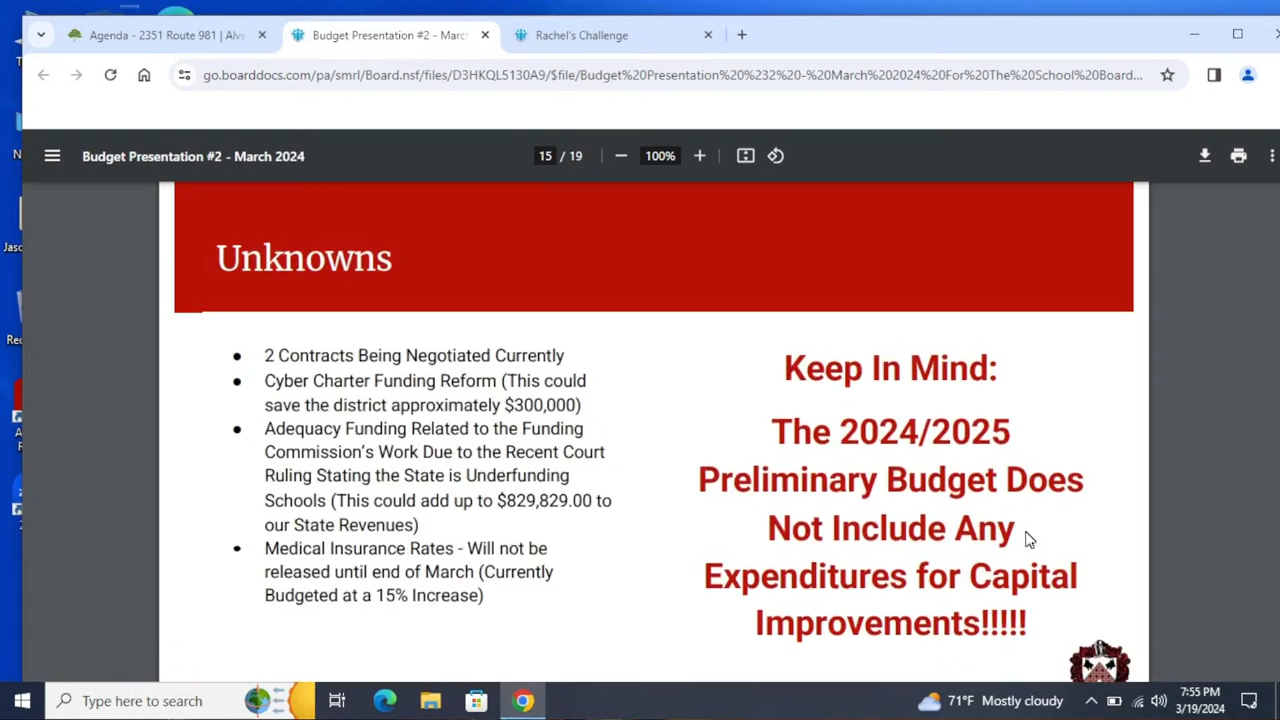 Agenda - 2351 Route 981 | Alve
Budget Presentation #2 - Marc
Rachel's Challenge
go.boarddocs.com/pa/smrl/Board.nsf/files/D3HKQL5130A9/$file/Budget%20Presentation%20%232%20-%20March%202024%20For%20The%20School%20Board...
Budget Presentation #2 - March 2024
15 / 19
100%
Unknowns
● 2 Contracts Being Negotiated Currently
● Cyber Charter Funding Reform (This could
save the district approximately $300,000)
● Adequacy Funding Related to the Funding
Commission's Work Due to the Recent Court
Ruling Stating the State is Underfunding
Schools (This could add up to $829,829.00 to
our State Revenues)
● Medical Insurance Rates - Will not be
released until end of March (Currently
Budgeted at a 15% Increase)
Keep In Mind:
The 2024/2025
Preliminary Budget Does
Not Include Any
Expenditures for Capital
Improvements!!!!!
Jasc
Rec
Type here to search
71°F Mostly cloudy
7:55 PM
3/19/2024